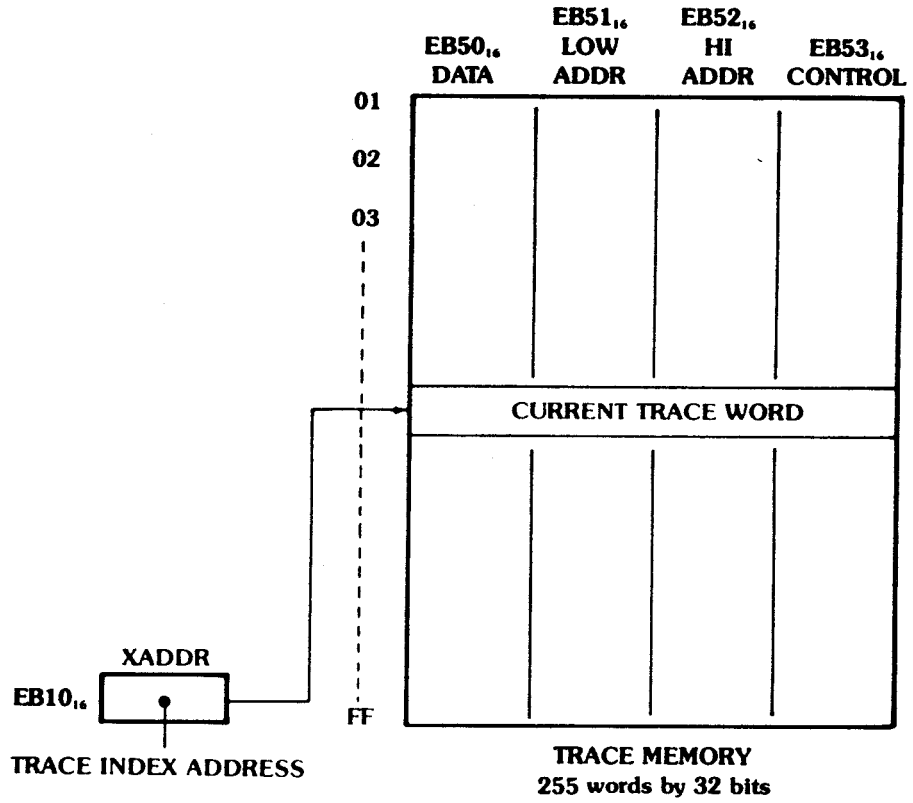 EB50₁₆
DATA
EB51₁₆
LOW
ADDR
EB52₁₆
HI
ADDR
EB53₁₆
CONTROL
01
02
03
CURRENT TRACE WORD
XADDR
EB10₁₆
FF
TRACE INDEX ADDRESS
TRACE MEMORY
255 words by 32 bits